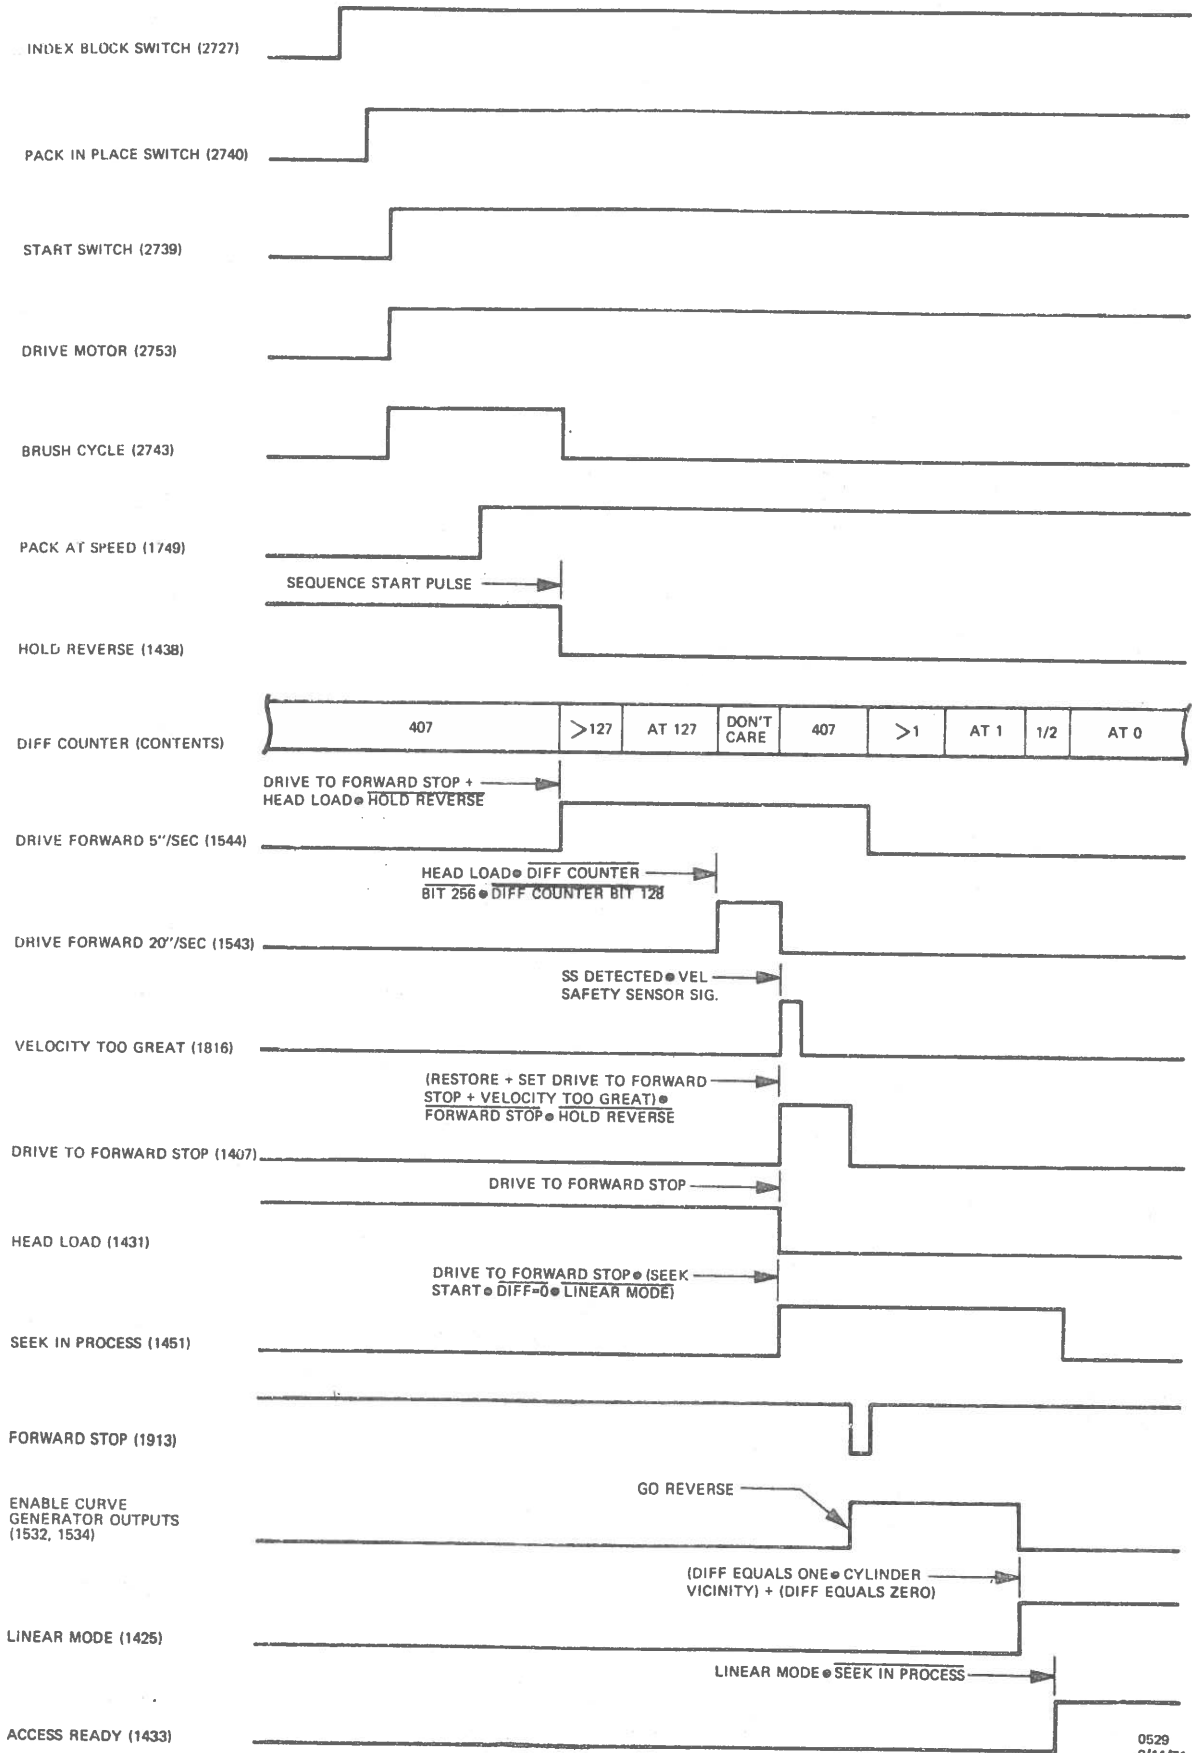 INDEX BLOCK SWITCH (2727)
PACK IN PLACE SWITCH (2740)
START SWITCH (2739)
DRIVE MOTOR (2753)
BRUSH CYCLE (2743)
PACK AT SPEED (1749)
SEQUENCE START PULSE
HOLD REVERSE (1438)
DIFF COUNTER (CONTENTS)
407
>127
AT 127
DON'T
CARE
407
>1
AT 1
1/2
AT 0
DRIVE TO FORWARD STOP +
HEAD LOAD● HOLD REVERSE
DRIVE FORWARD 5"/SEC (1544)
HEAD LOAD● DIFF COUNTER
BIT 256 ● DIFF COUNTER BIT 128
DRIVE FORWARD 20"/SEC (1543)
SS DETECTED● VEL
SAFETY SENSOR SIG.
VELOCITY TOO GREAT (1816)
(RESTORE + SET DRIVE TO FORWARD
STOP + VELOCITY TOO GREAT) ●
FORWARD STOP● HOLD REVERSE
DRIVE TO FORWARD STOP (1407)
DRIVE TO FORWARD STOP
HEAD LOAD (1431)
DRIVE TO FORWARD STOP● (SEEK
START● DIFF=0● LINEAR MODE)
SEEK IN PROCESS (1451)
FORWARD STOP (1913)
GO REVERSE
ENABLE CURVE
GENERATOR OUTPUTS
(1532, 1534)
(DIFF EQUALS ONE● CYLINDER
VICINITY) + (DIFF EQUALS ZERO)
LINEAR MODE (1425)
LINEAR MODE● SEEK IN PROCESS
ACCESS READY (1433)
0529